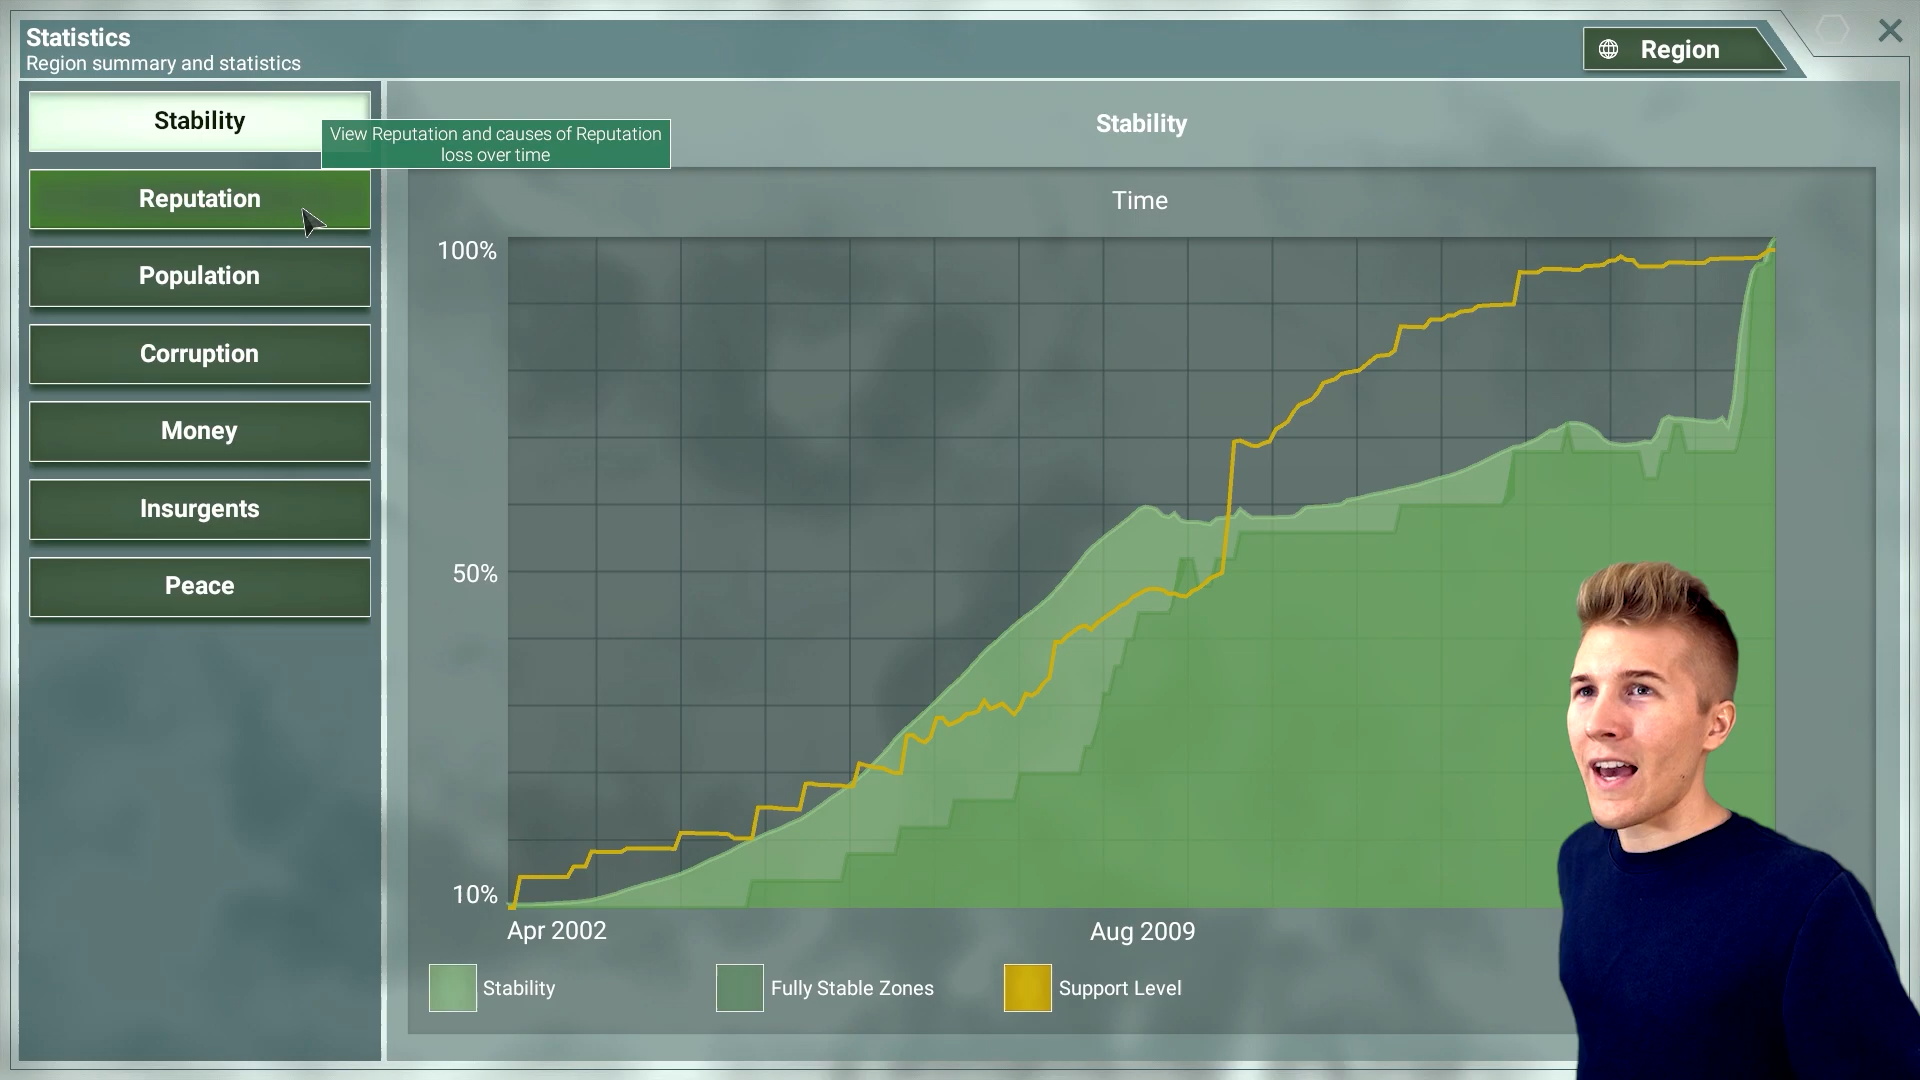 Statistics
Region summary and statistics
Region
Stability
Reputation
Population
Corruption
Money
Insurgents
Peace
View Reputation and causes of Reputation
loss over time
Stability
Time
100%
50%
10%
Apr 2002
Aug 2009
Stability
Fully Stable Zones
Support Level